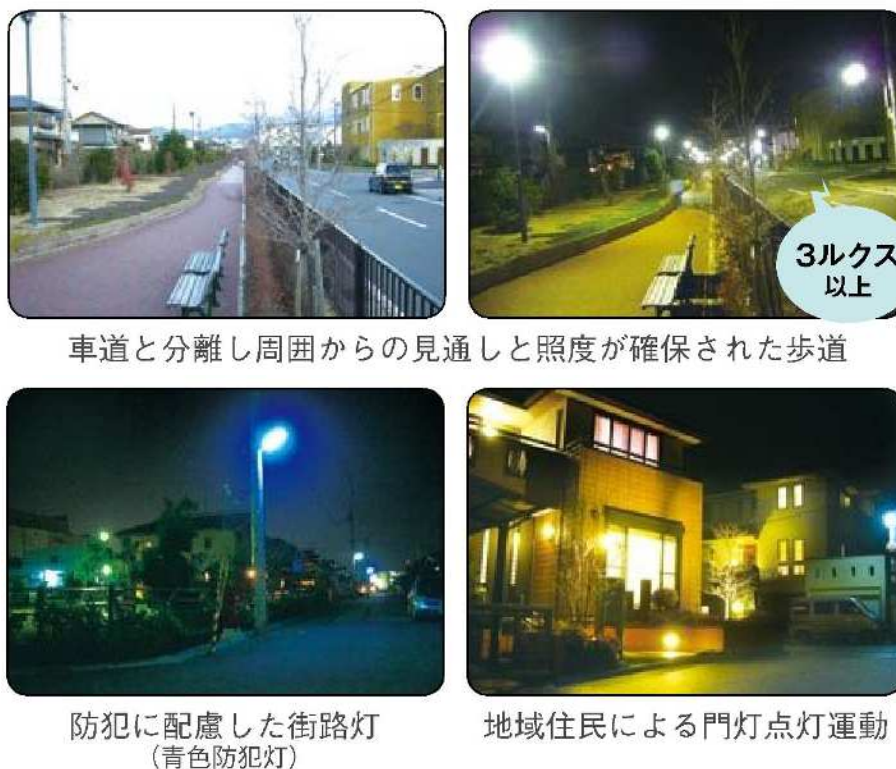 3ルクス
以上
車道と分離し周囲からの見通しと照度が確保された歩道
防犯に配慮した街路灯
(青色防犯灯)
地域住民による門灯点灯運動